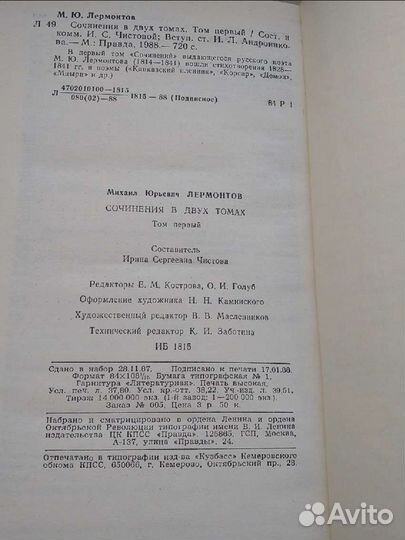 М. Ю. Лермонтов
Л 49 Сочинения в двух томах. Том первый / Сост. и
комм. И. С. Чистовой; Вступ. ст. И. Л. Андроникова.
— М.: Правда, 1988.— 720 с.
В первый том «Сочинений» выдающегося русского поэта
М. Ю. Лермонтова (1814—1841) вошли стихотворения 1828—
1841 гг. и поэмы («Кавказский пленник», «Корсар», «Демон»,
«Мцыри» и др.)
Л 4702010100—1815
080(02)—88 1815—88 (Подписное) 84 Р 1
Михаил Юрьевич ЛЕРМОНТОВ
СОЧИНЕНИЯ В ДВУХ ТОМАХ
Том первый
Составитель
Ирина Сергеевна Чистова
Редакторы Е. М. Кострова, О. И. Голуб
Оформление художника Н. Н. Каминского
Художественный редактор В. В. Масленников
Технический редактор К. И. Заботина
ИБ 1815
Сдано в набор 28.11.87. Подписано к печати
Формат 84×108¹/₃₂. Бумага типографская № 1.
Гарнитура «Литературная». Печать высокая.
Усл. печ. л. 37,80. Усл. кр.-отт. 38,22. Уч.-изд. л. 39,51.
Тираж 14 000 000 экз. (1-й завод: 1—200 000 экз.)
Заказ № 005. Цена 3 р. 50 к.
Набрано и сматрицировано в ордена Ленина и ордена
Октябрьской Революции типографии имени В. И. Ленина
издательства ЦК КПСС «Правда». 125865, ГСП, Москва,
А-137, улица «Правды», 24.
Отпечатано в типографии изд-ва «Кузбасс» Кемеровского
обкома КПСС, 650066, г. Кемерово, Октябрьский пр., 28.
Avito